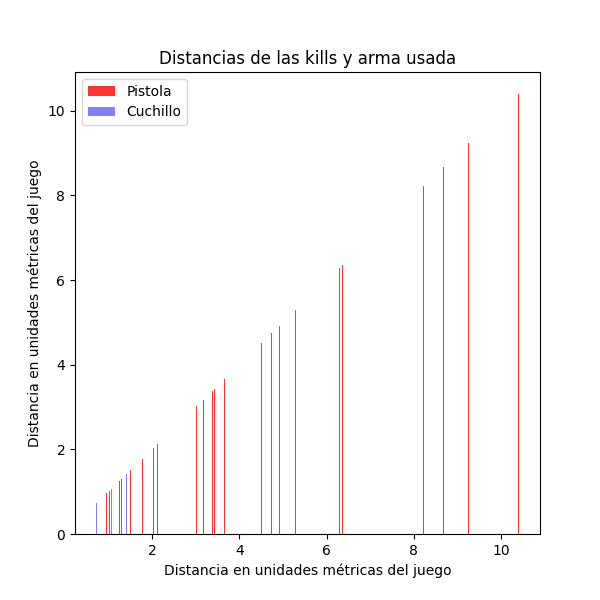 Distancias de las kills y arma usada
Pistola
Cuchillo
Distancia en unidades métricas del juego
10
8
6
4
2
0
2 4 6 8 10
Distancia en unidades métricas del juego